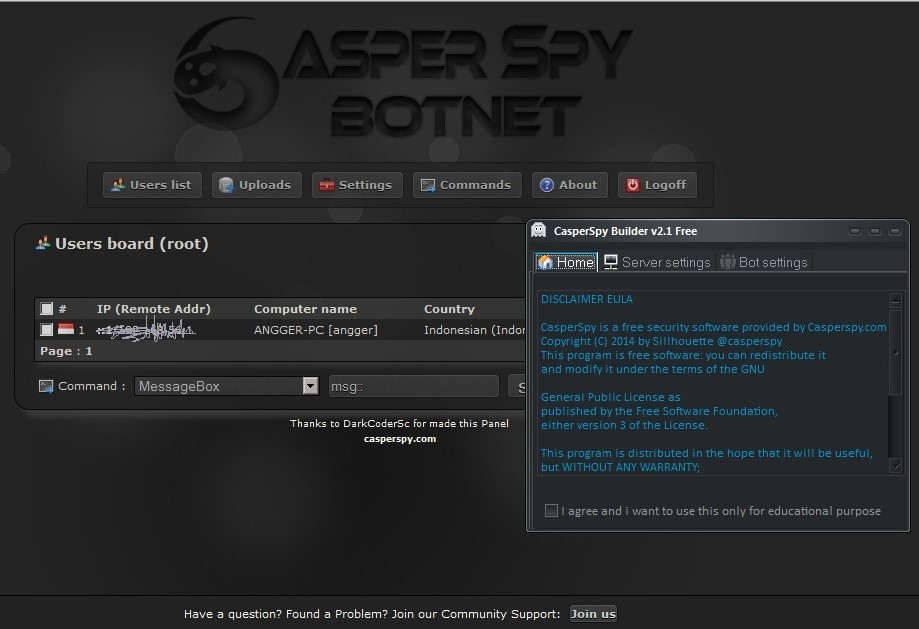 Casper Spy
BOTNET
Users list Uploads Settings Commands About Logoff
Users board (root)
# IP (Remote Addr) Computer name Country
1 ANGGER-PC [angger] Indonesian (Indon
Page : 1
Command : MessageBox msg:: S
Thanks to DarkCoderSc for made this Panel
casperspy.com
CasperSpy Builder v2.1 Free
Home Server settings Bot settings
DISCLAIMER EULA
CasperSpy is a free security software provided by Casperspy.com
Copyright (C) 2014 by Sillhouette @casperspy
This program is free software: you can redistribute it
and modify it under the terms of the GNU
General Public License as
published by the Free Software Foundation,
either version 3 of the License.
This program is distributed in the hope that it will be useful,
but WITHOUT ANY WARRANTY;
I agree and i want to use this only for educational purpose
Have a question? Found a Problem? Join our Community Support: Join us